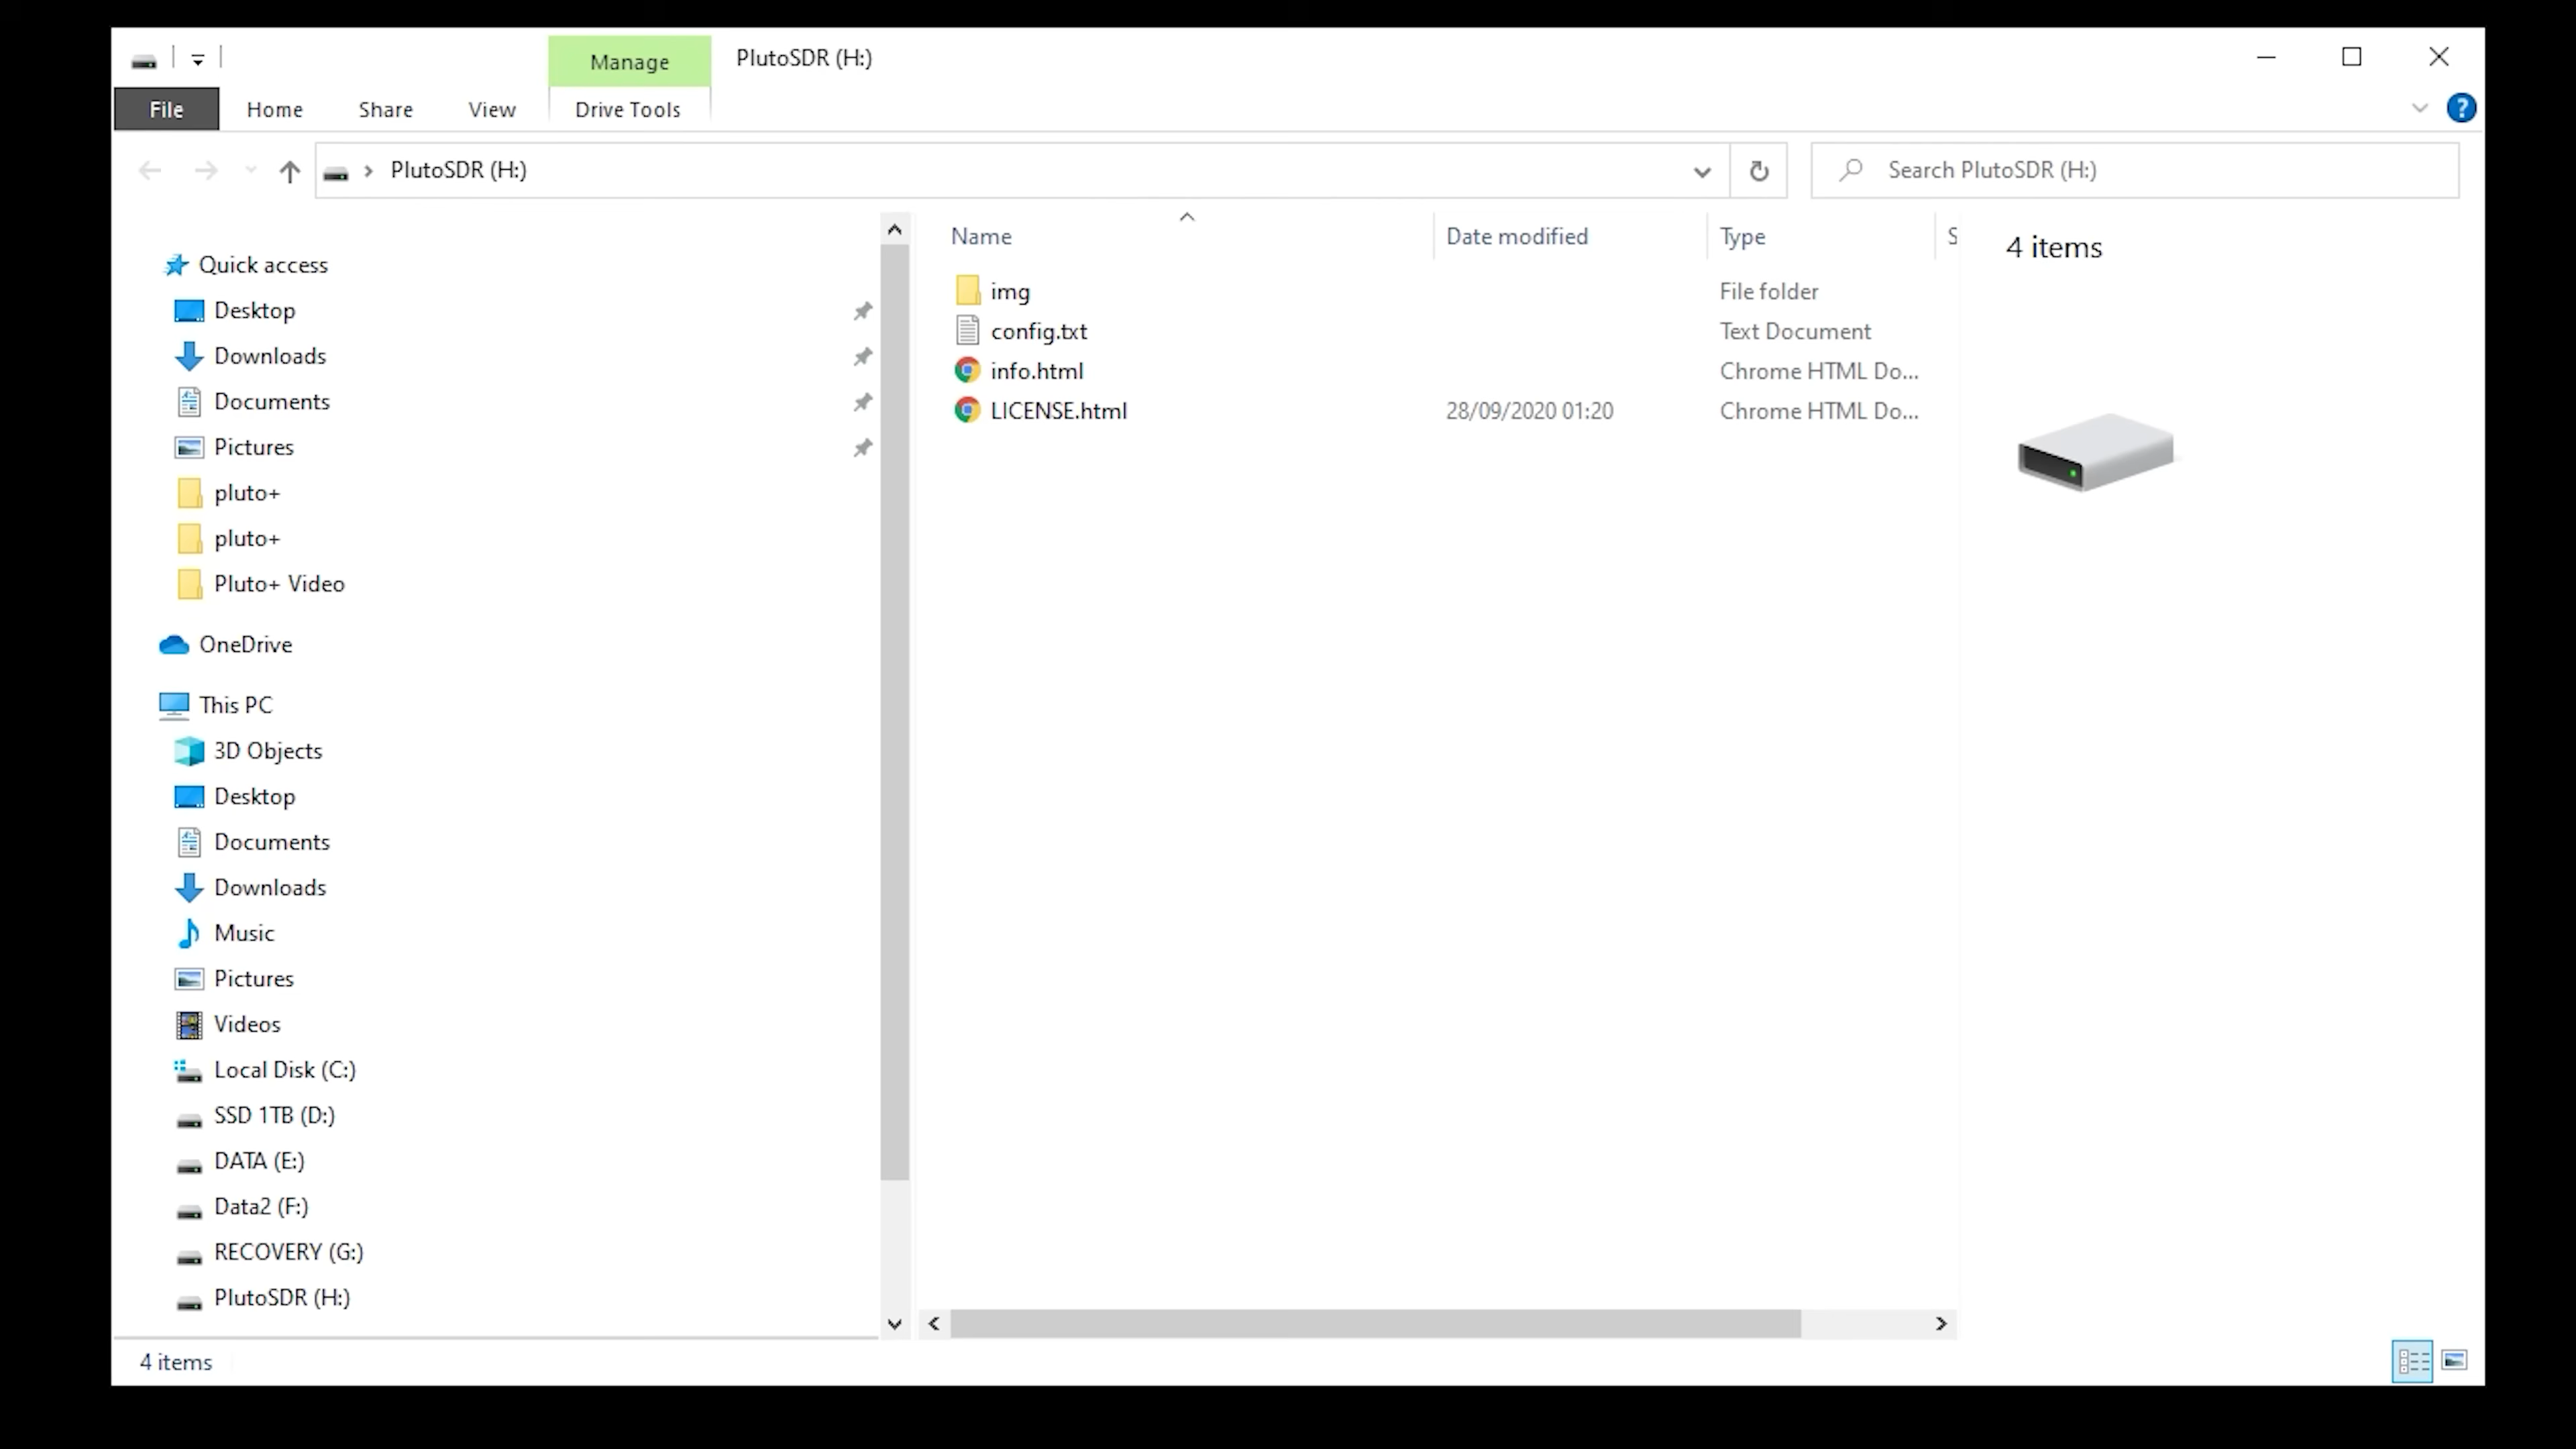 Manage
PlutoSDR (H:)
File
Home
Share
View
Drive Tools
?
PlutoSDR (H:)
Search PlutoSDR (H:)
Quick access
Desktop
Downloads
Documents
Pictures
pluto+
pluto+
Pluto+ Video
OneDrive
This PC
3D Objects
Desktop
Documents
Downloads
Music
Pictures
Videos
Local Disk (C:)
SSD 1TB (D:)
DATA (E:)
Data2 (F:)
RECOVERY (G:)
PlutoSDR (H:)
Name Date modified Type S
img File folder
config.txt Text Document
info.html Chrome HTML Do...
LICENSE.html 28/09/2020 01:20 Chrome HTML Do...
4 items
4 items